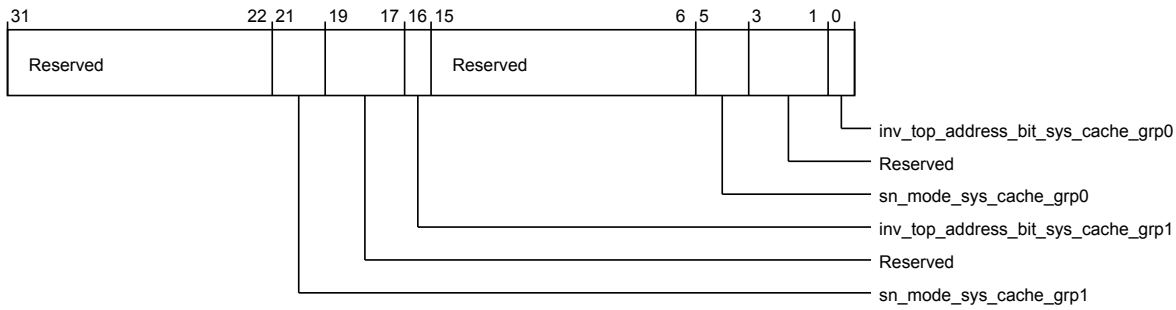 31 22 21 19 17 16 15 6 5 3 1 0
Reserved Reserved
inv_top_address_bit_sys_cache_grp0
Reserved
sn_mode_sys_cache_grp0
inv_top_address_bit_sys_cache_grp1
Reserved
sn_mode_sys_cache_grp1